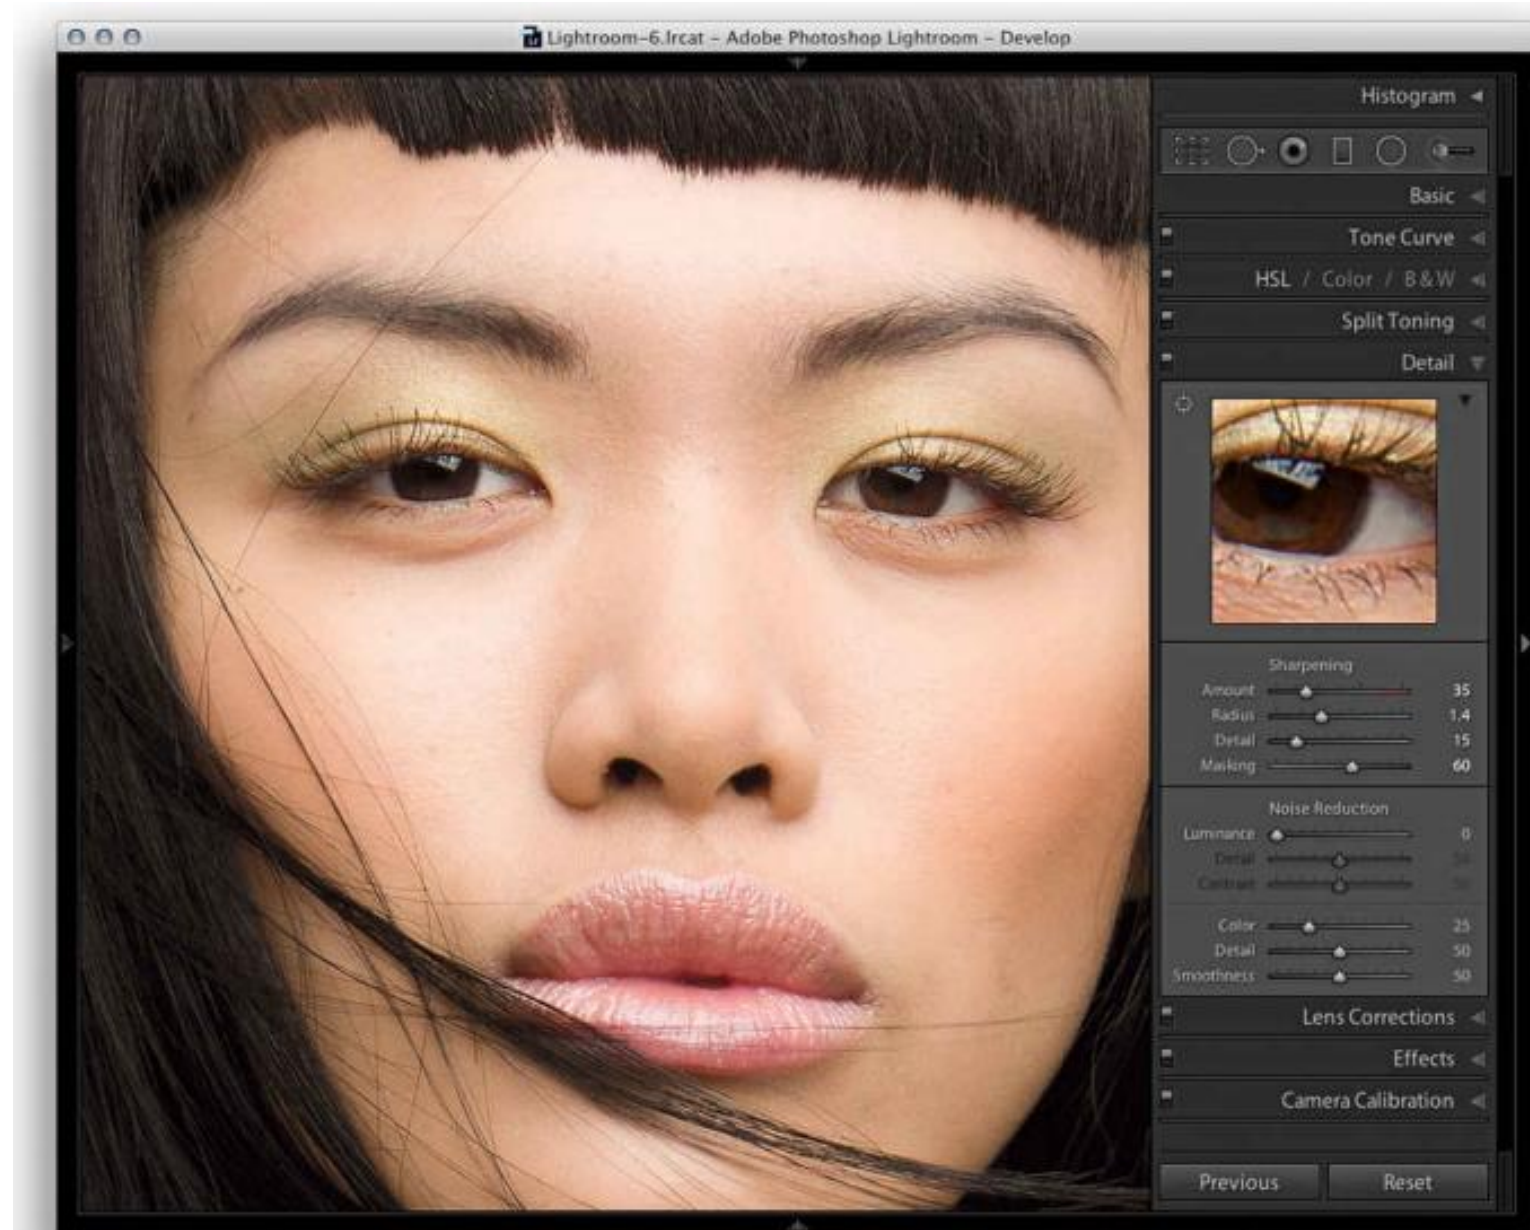 Lightroom-6.lrcat – Adobe Photoshop Lightroom – Develop
Histogram
Basic
Tone Curve
HSL / Color / B & W
Split Toning
Detail
Sharpening
Amount 35
Radius 1.4
Detail 15
Masking 60
Noise Reduction
Luminance 0
Detail 50
Contrast 50
Color 25
Detail 50
Smoothness 50
Lens Corrections
Effects
Camera Calibration
Previous Reset